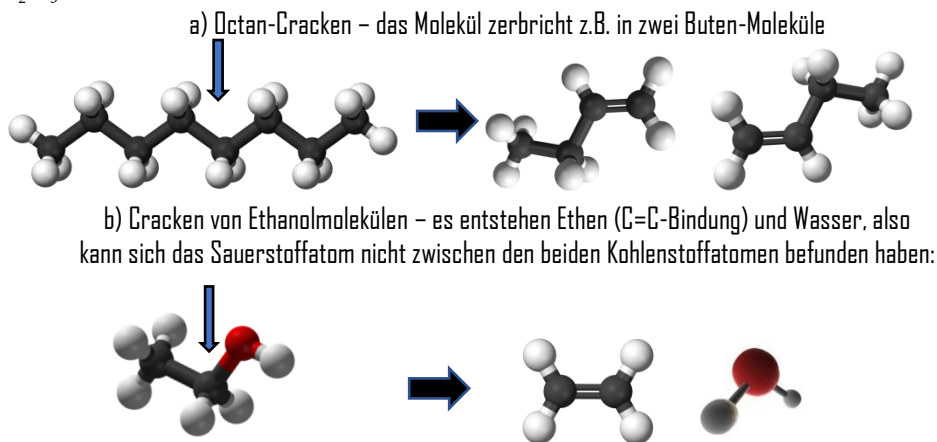 a) Octan-Cracken – das Molekül zerbricht z.B. in zwei Buten-Moleküle
b) Cracken von Ethanolmolekülen – es entstehen Ethen (C=C-Bindung) und Wasser, also
kann sich das Sauerstoffatom nicht zwischen den beiden Kohlenstoffatomen befunden haben: